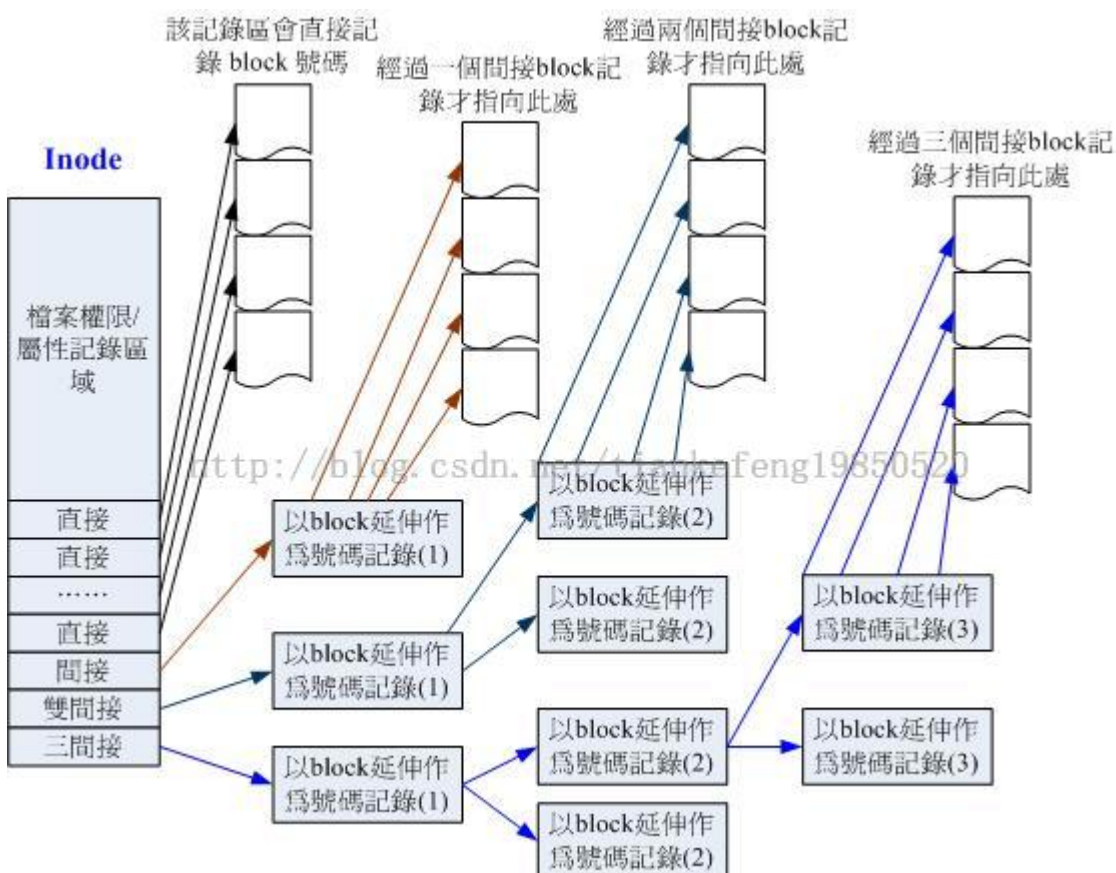 該記錄區會直接記
錄 block 號碼
經過一個間接block記
錄才指向此處
經過兩個間接block記
錄才指向此處
經過三個間接block記
錄才指向此處
Inode
檔案權限/
屬性記錄區
域
直接
直接
……
直接
間接
雙間接
三間接
http://blog.csdn.net/tiankefeng19850520
以block延伸作
為號碼記錄(1)
以block延伸作
為號碼記錄(2)
以block延伸作
為號碼記錄(2)
以block延伸作
為號碼記錄(3)
以block延伸作
為號碼記錄(1)
以block延伸作
為號碼記錄(2)
以block延伸作
為號碼記錄(3)
以block延伸作
為號碼記錄(1)
以block延伸作
為號碼記錄(2)